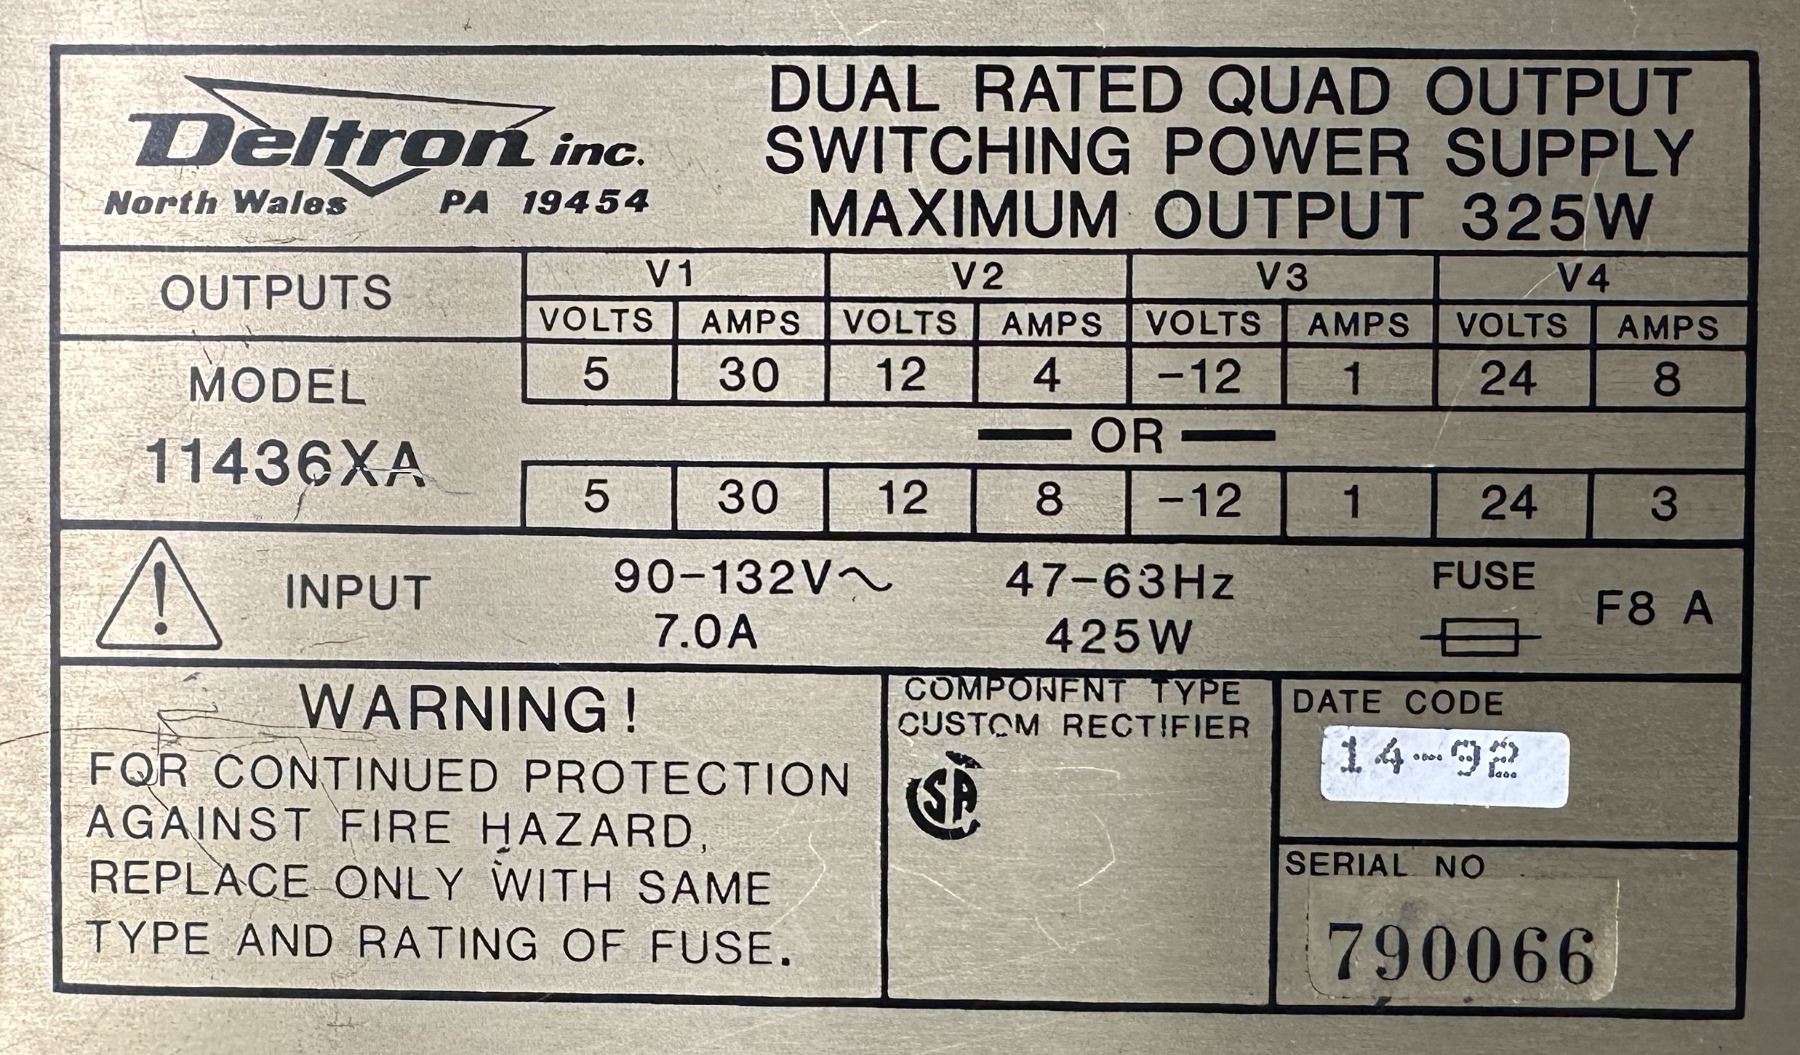 Deltron inc.
North Wales PA 19454
DUAL RATED QUAD OUTPUT
SWITCHING POWER SUPPLY
MAXIMUM OUTPUT 325W
OUTPUTS
V1 V2 V3 V4
VOLTS AMPS VOLTS AMPS VOLTS AMPS VOLTS AMPS
MODEL
11436XA
5 30 12 4 -12 1 24 8
OR
5 30 12 8 -12 1 24 3
INPUT
90-132V~ 47-63Hz
7.0A 425W
FUSE
F8 A
WARNING!
FOR CONTINUED PROTECTION
AGAINST FIRE HAZARD,
REPLACE ONLY WITH SAME
TYPE AND RATING OF FUSE.
COMPONENT TYPE
CUSTOM RECTIFIER
SA
DATE CODE
14-92
SERIAL NO
790066